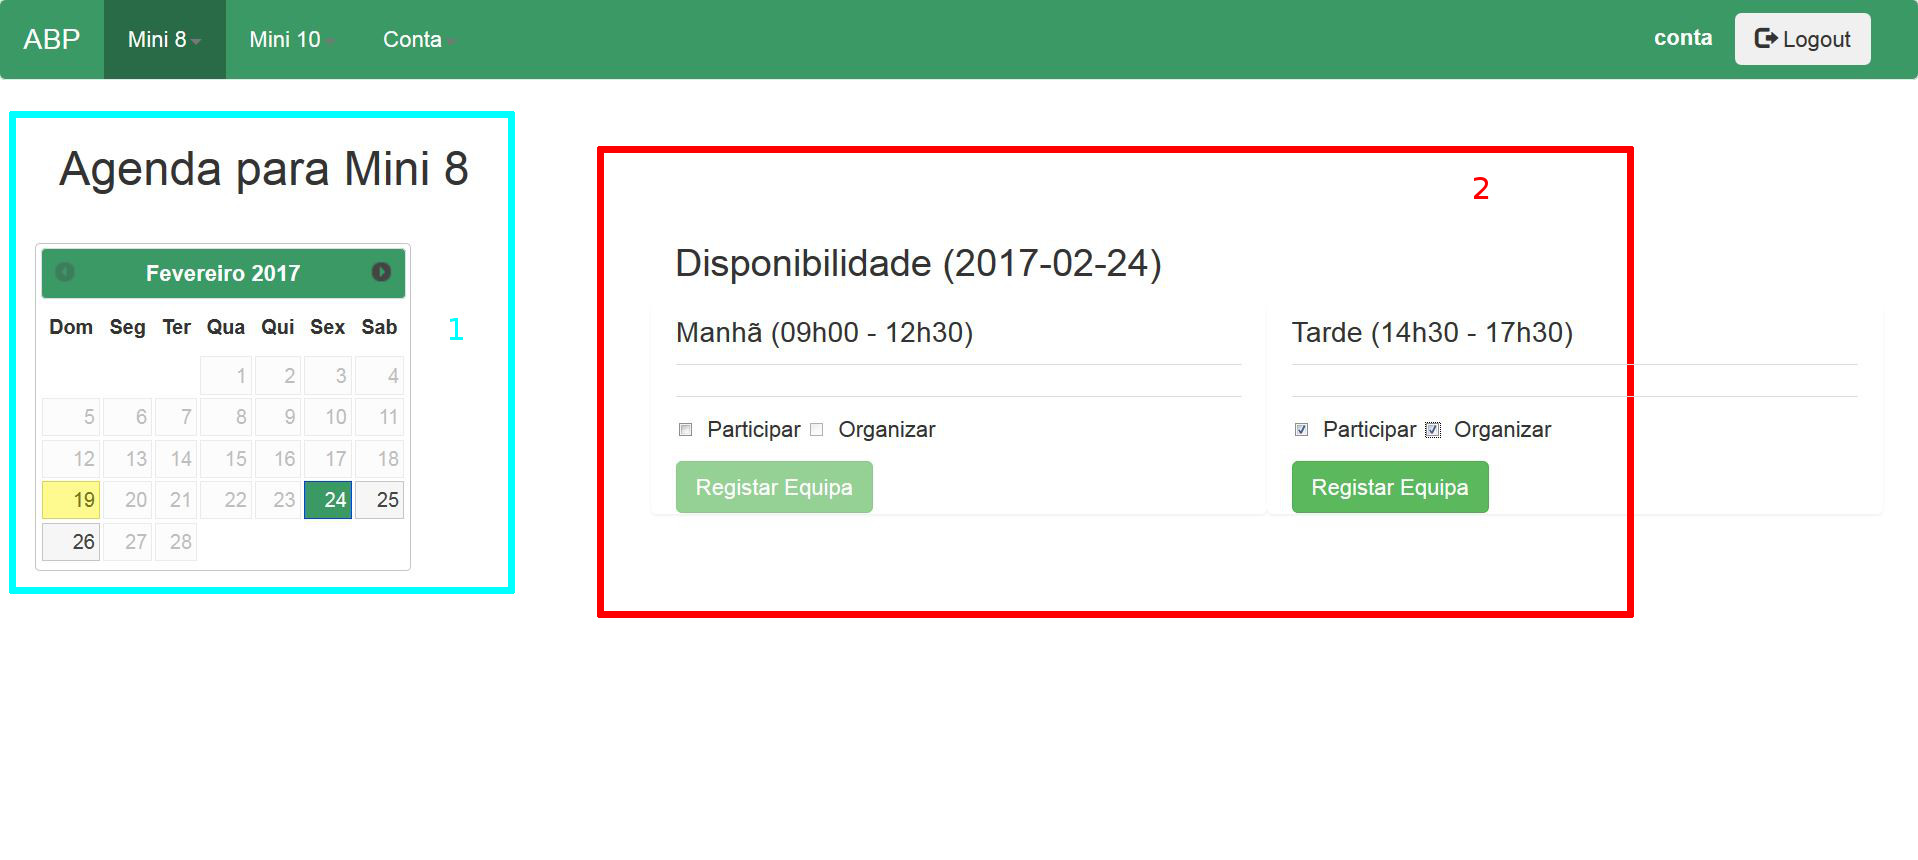 ABP Mini 8 Mini 10 Conta conta Logout
Agenda para Mini 8
Fevereiro 2017
Dom Seg Ter Qua Qui Sex Sab
1 2 3 4
5 6 7 8 9 10 11
12 13 14 15 16 17 18
19 20 21 22 23 24 25
26 27 28
1
2
Disponibilidade (2017-02-24)
Manhã (09h00 - 12h30)
Participar Organizar
Registar Equipa
Tarde (14h30 - 17h30)
Participar Organizar
Registar Equipa